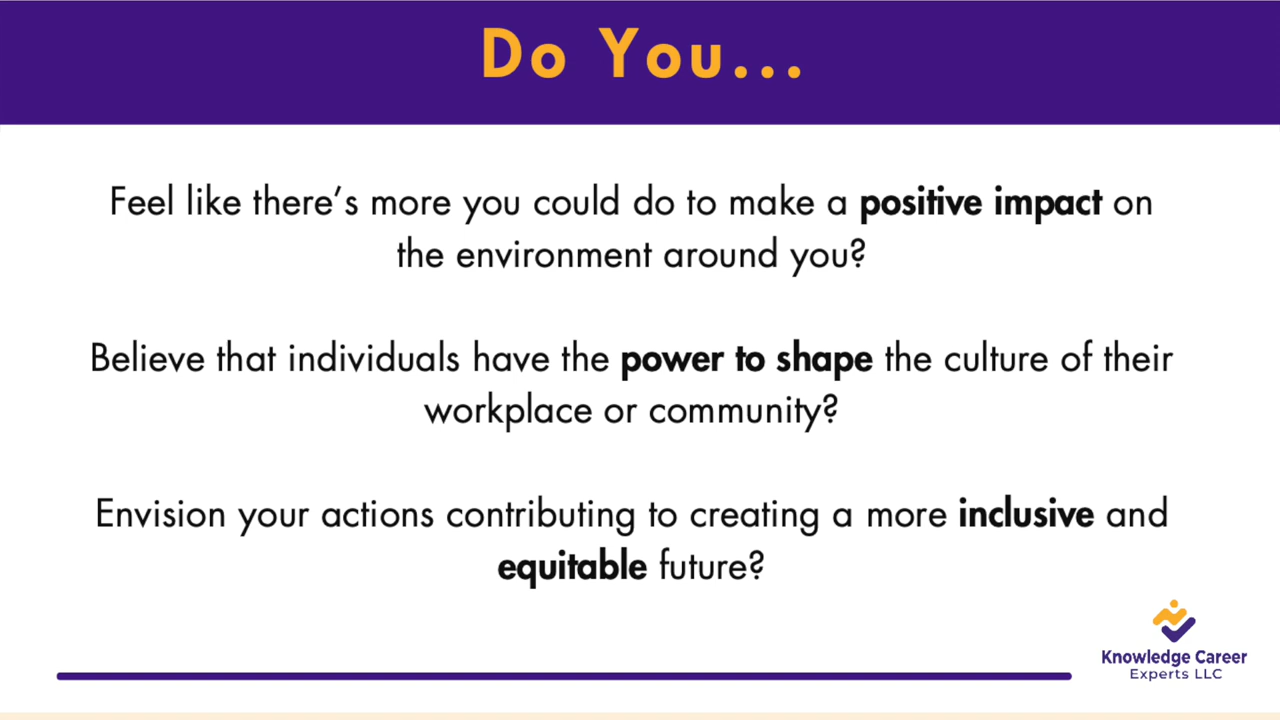 Do You...
Feel like there's more you could do to make a positive impact on
the environment around you?
Believe that individuals have the power to shape the culture of their
workplace or community?
Envision your actions contributing to creating a more inclusive and
equitable future?
Knowledge Career
Experts LLC